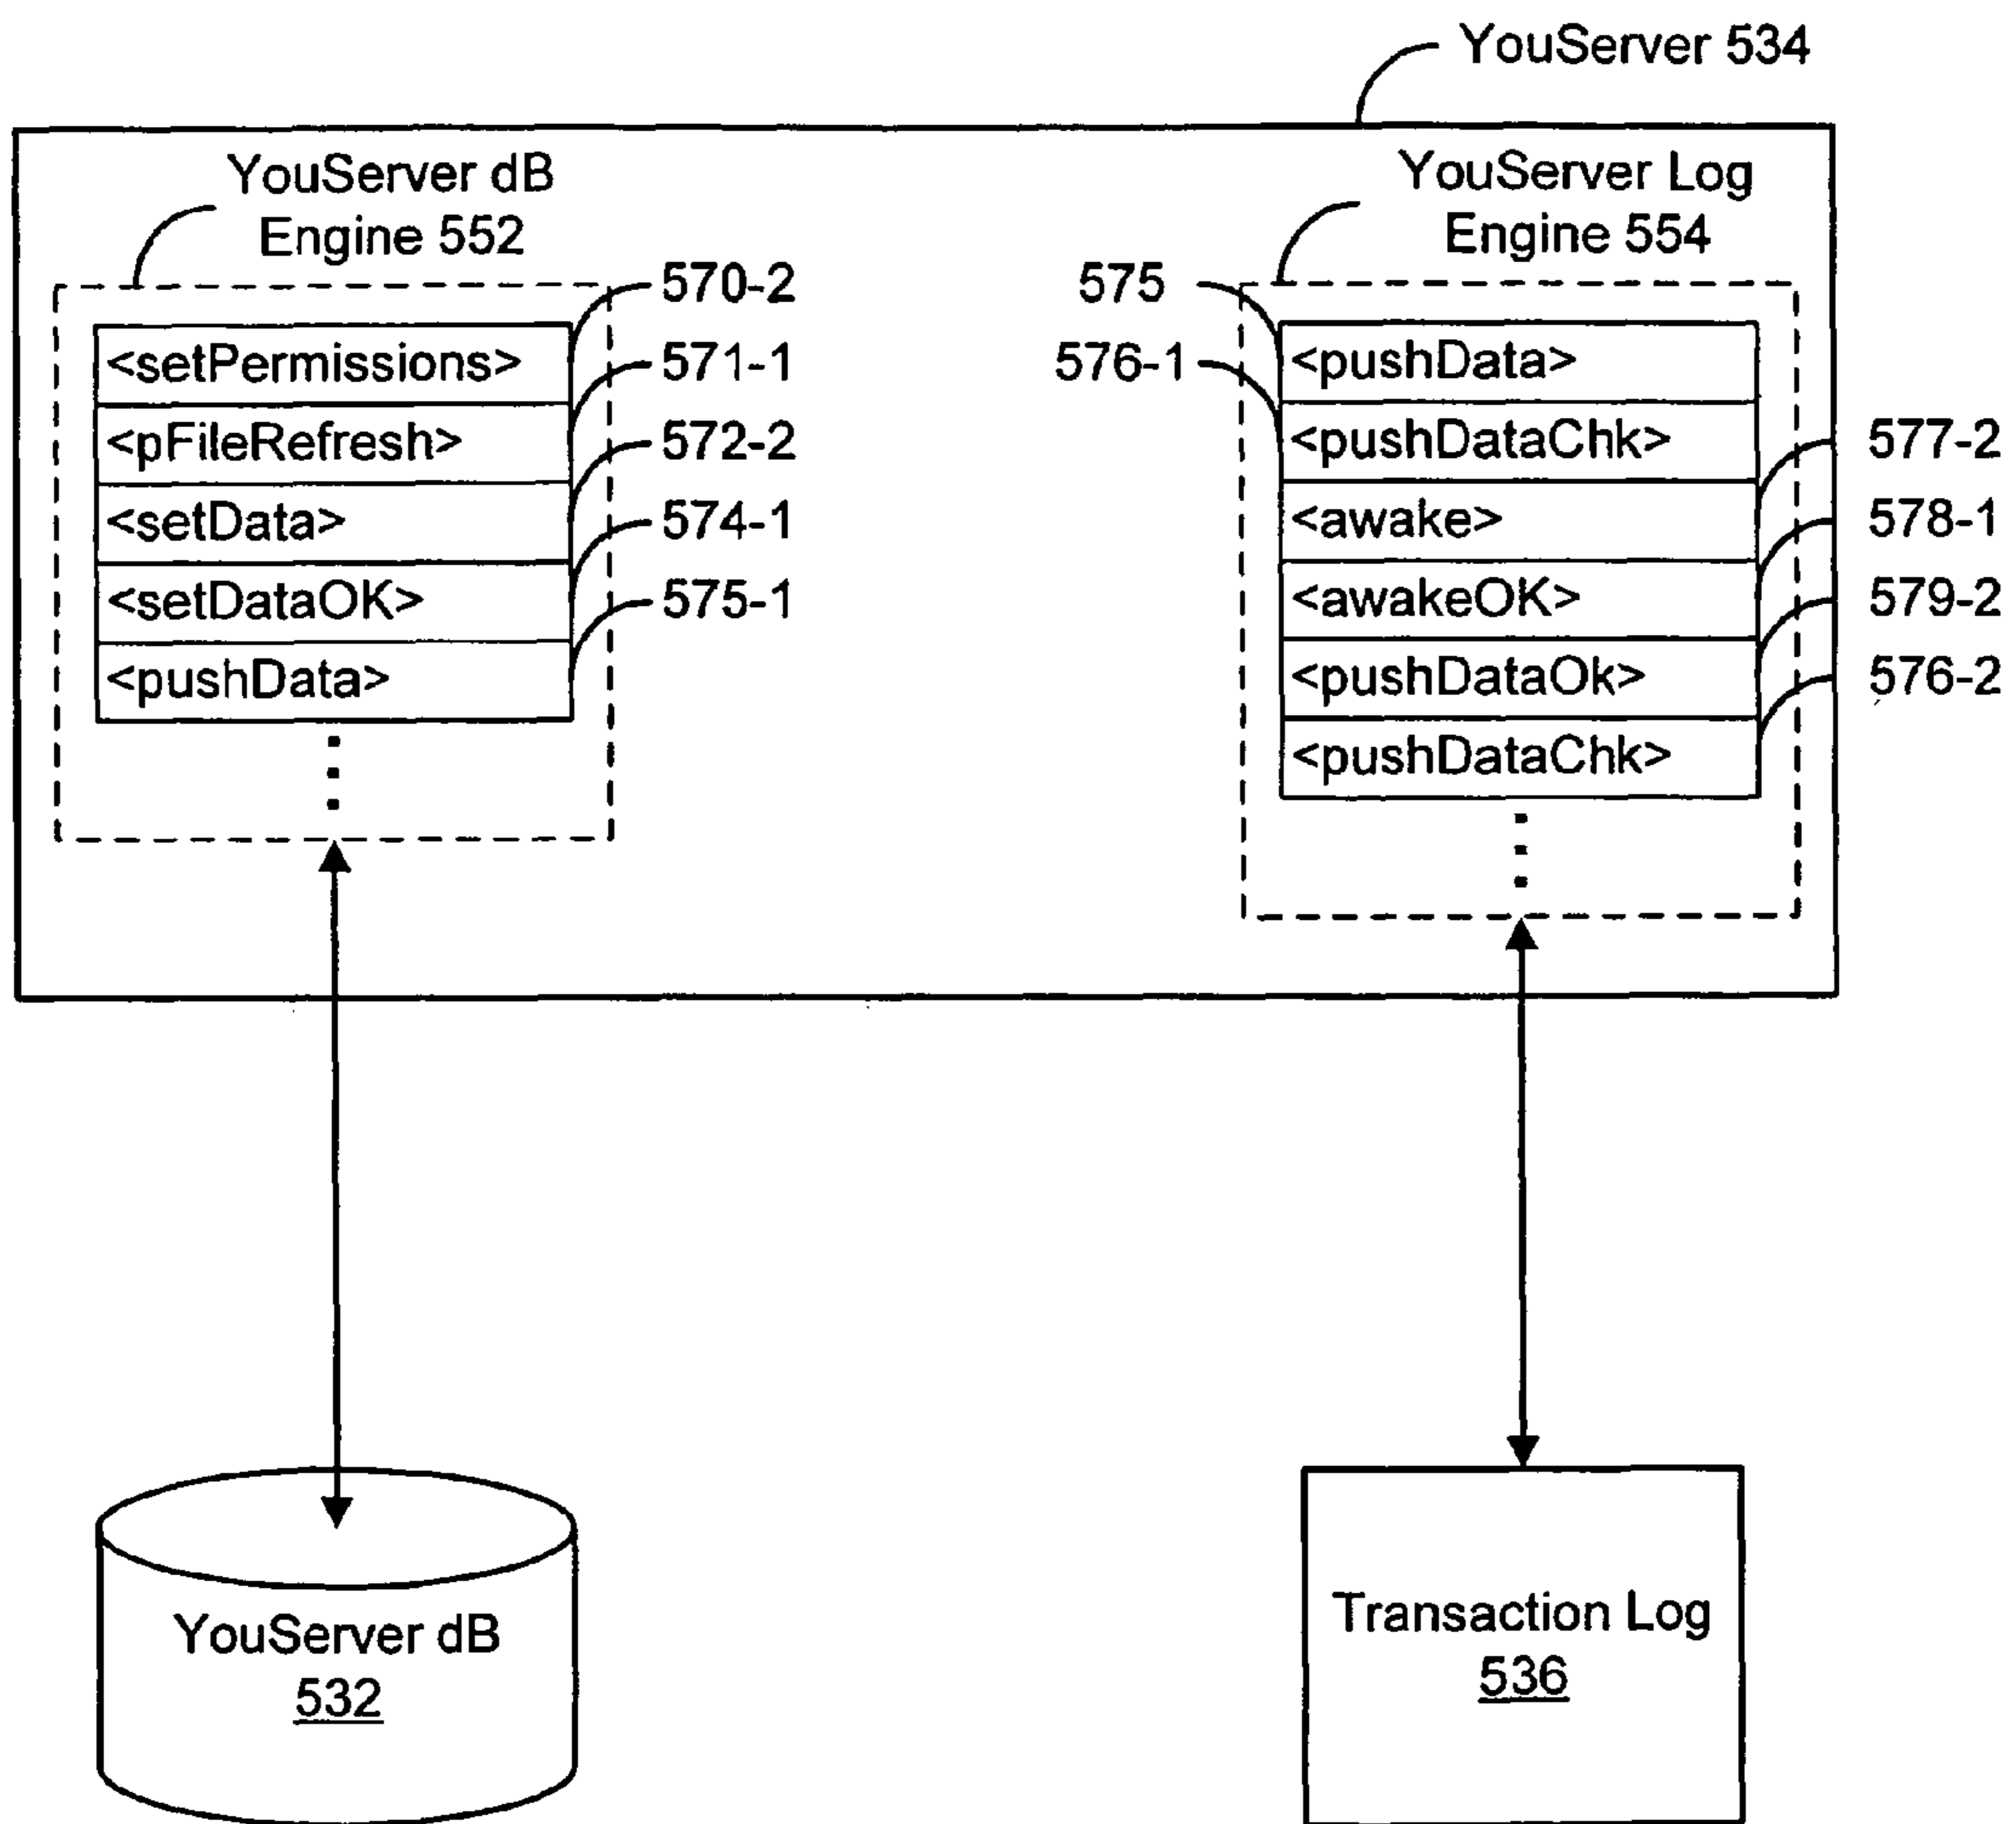 YouServer 534
YouServer dB
Engine 552
570-2
<setPermissions>
571-1
<pFileRefresh>
572-2
<setData>
574-1
<setDataOK>
575-1
<pushData>
YouServer Log
Engine 554
575
<pushData>
576-1
<pushDataChk>
577-2
<awake>
578-1
<awakeOK>
579-2
<pushDataOk>
576-2
<pushDataChk>
YouServer dB
532
Transaction Log
536